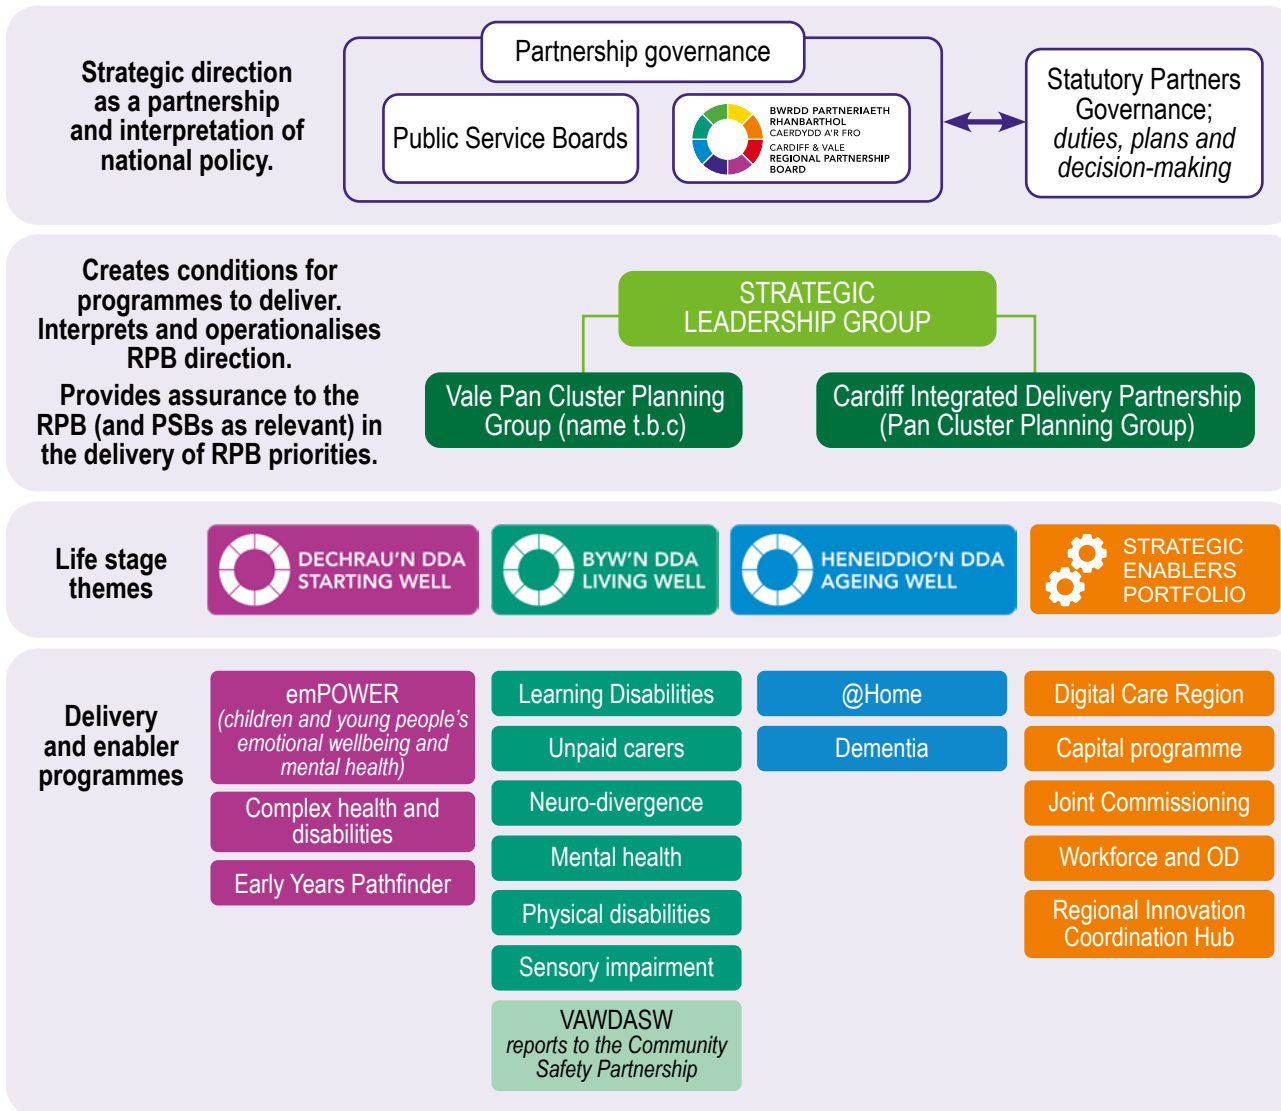 Strategic direction
as a partnership
and interpretation of
national policy.
Partnership governance
Public Service Boards
BWRDD PARTNERIAETH
RHANBARTHOL
CAERDYDD A'R FRO
CARDIFF & VALE
REGIONAL PARTNERSHIP
BOARD
Statutory Partners
Governance;
duties, plans and
decision-making
Creates conditions for
programmes to deliver.
Interprets and operationalises
RPB direction.
Provides assurance to the
RPB (and PSBs as relevant) in
the delivery of RPB priorities.
STRATEGIC
LEADERSHIP GROUP
Vale Pan Cluster Planning
Group (name t.b.c)
Cardiff Integrated Delivery Partnership
(Pan Cluster Planning Group)
Life stage
themes
DECHRAU'N DDA
STARTING WELL
BYW'N DDA
LIVING WELL
HENEIDDIO'N DDA
AGEING WELL
STRATEGIC
ENABLERS
PORTFOLIO
Delivery
and enabler
programmes
emPOWER
(children and young people's
emotional wellbeing and
mental health)
Complex health and
disabilities
Early Years Pathfinder
Learning Disabilities
Unpaid carers
Neuro-divergence
Mental health
Physical disabilities
Sensory impairment
VAWDASW
reports to the Community
Safety Partnership
@Home
Dementia
Digital Care Region
Capital programme
Joint Commissioning
Workforce and OD
Regional Innovation
Coordination Hub